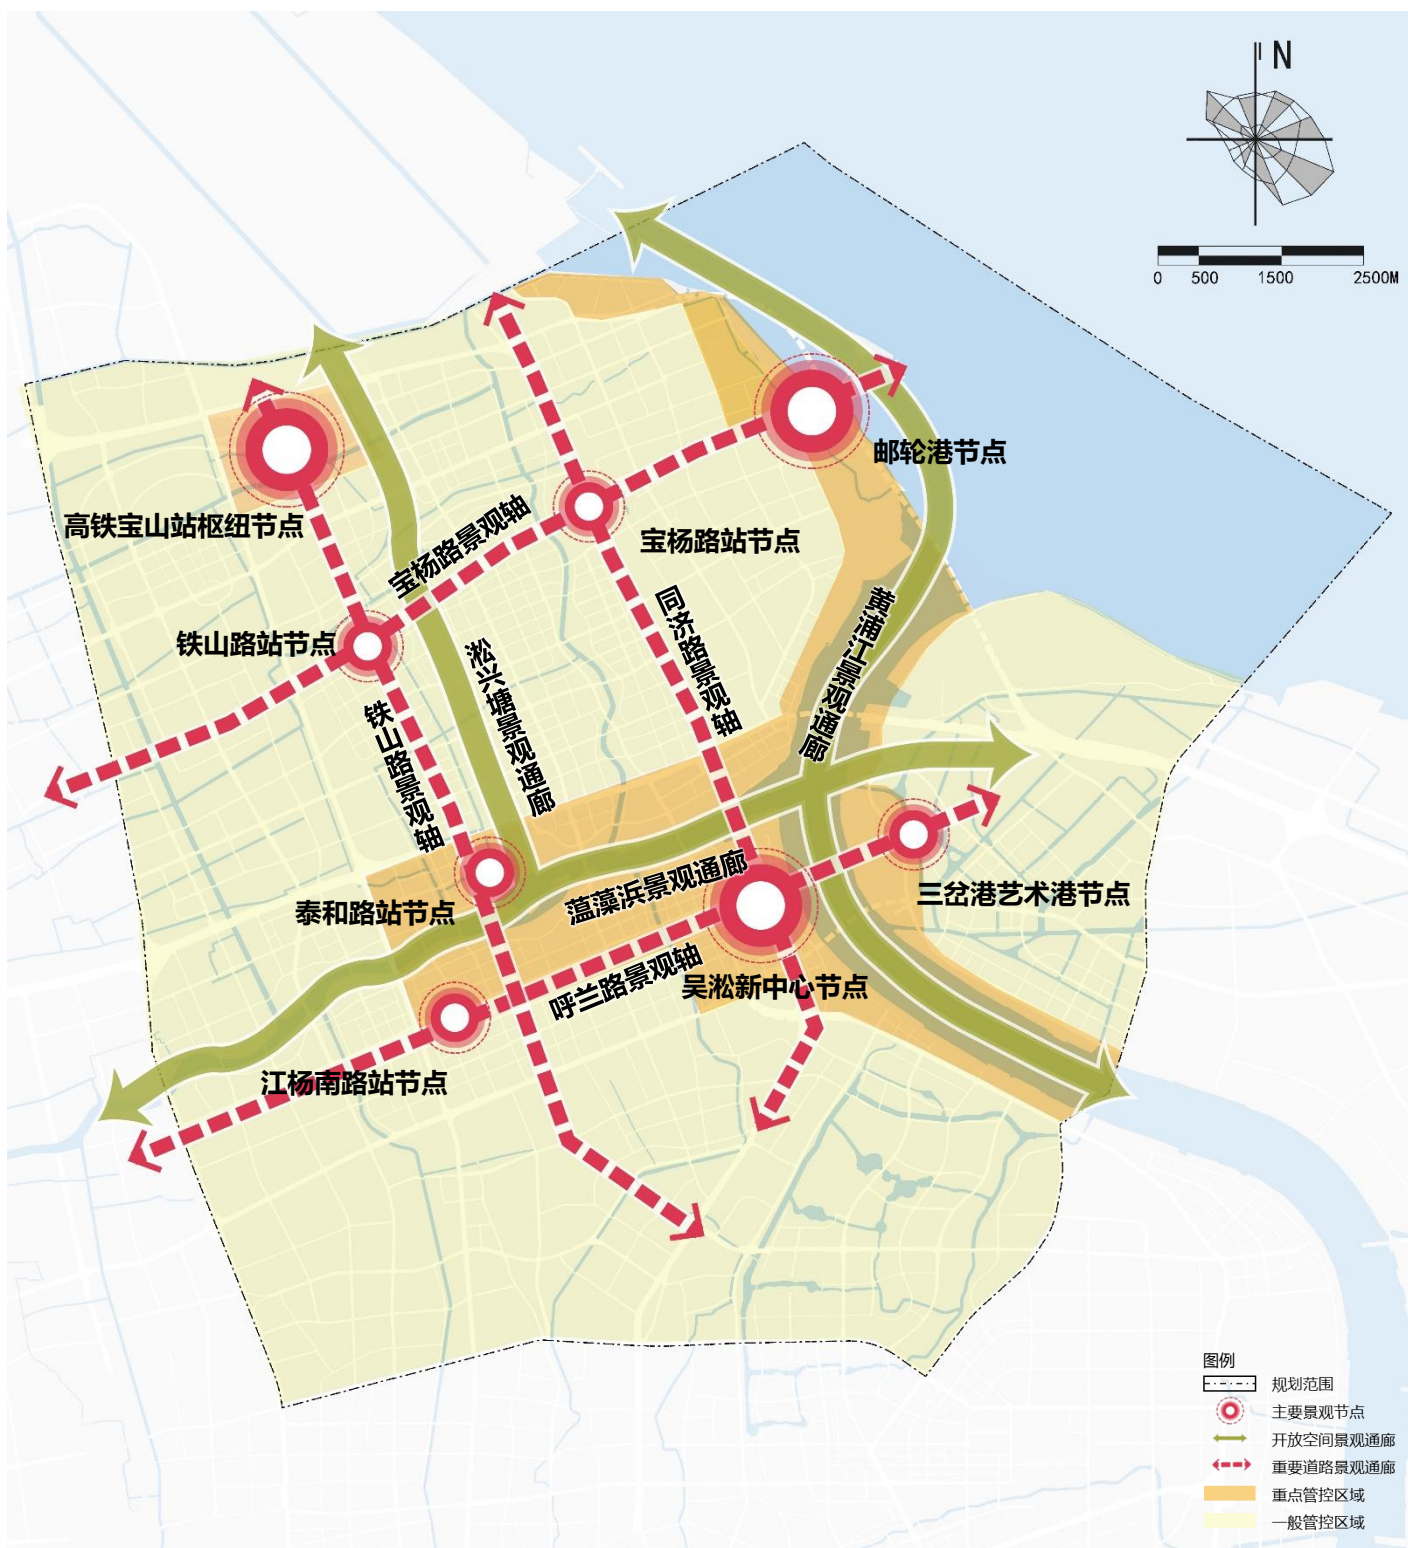 N
0 500 1500 2500M
邮轮港节点
高铁宝山站枢纽节点
宝杨路景观轴
宝杨路站节点
铁山路站节点
淞兴塘景观通廊
同济路景观轴
黄浦江景观通廊
铁山路景观轴
泰和路站节点
蕰藻浜景观通廊
三岔港艺术港节点
呼兰路景观轴
吴淞新中心节点
江杨南路站节点
图例
规划范围
主要景观节点
开放空间景观通廊
重要道路景观通廊
重点管控区域
一般管控区域